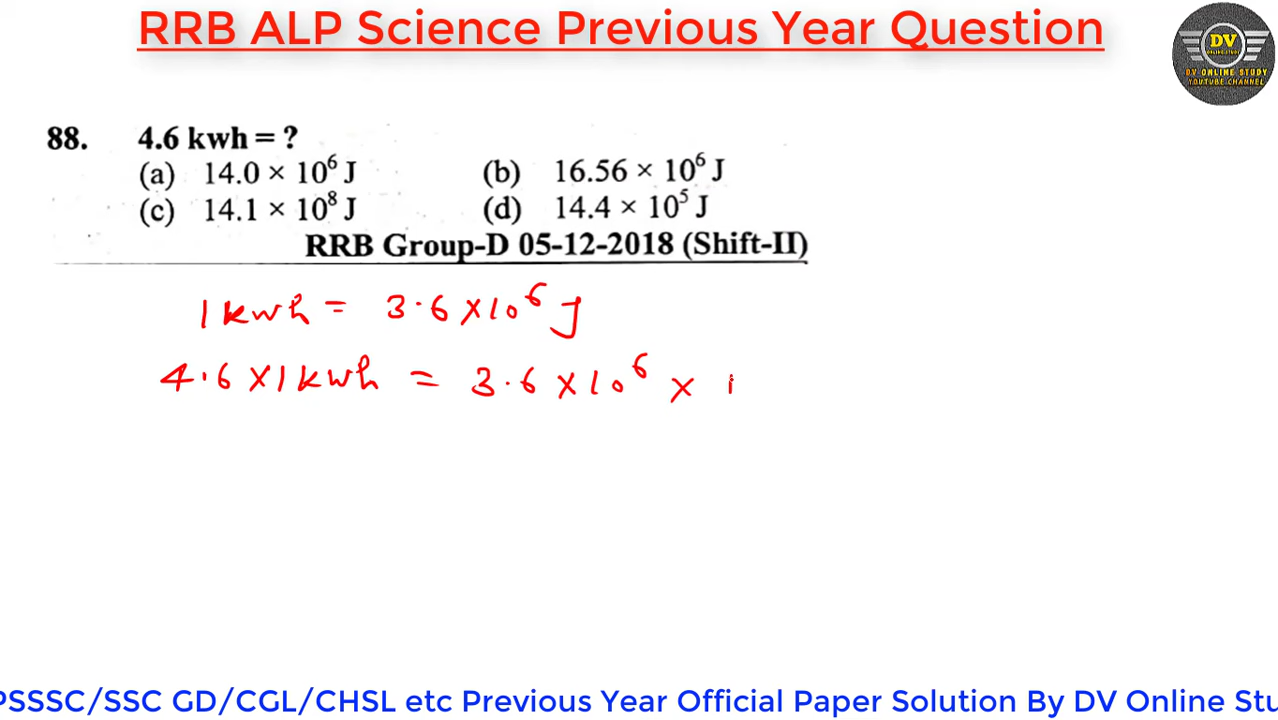 RRB ALP Science Previous Year Question
DV
ONLINE STUDY
DV ONLINE STUDY
YOUTUBE CHANNEL
88. 4.6 kwh = ?
(a) 14.0 × 10⁶ J (b) 16.56 × 10⁶ J
(c) 14.1 × 10⁸ J (d) 14.4 × 10⁵ J
RRB Group-D 05-12-2018 (Shift-II)
1 kwh = 3.6 × 10⁶ J
4.6 × 1 kwh = 3.6 × 10⁶ ×
PSSSC/SSC GD/CGL/CHSL etc Previous Year Official Paper Solution By DV Online Stu